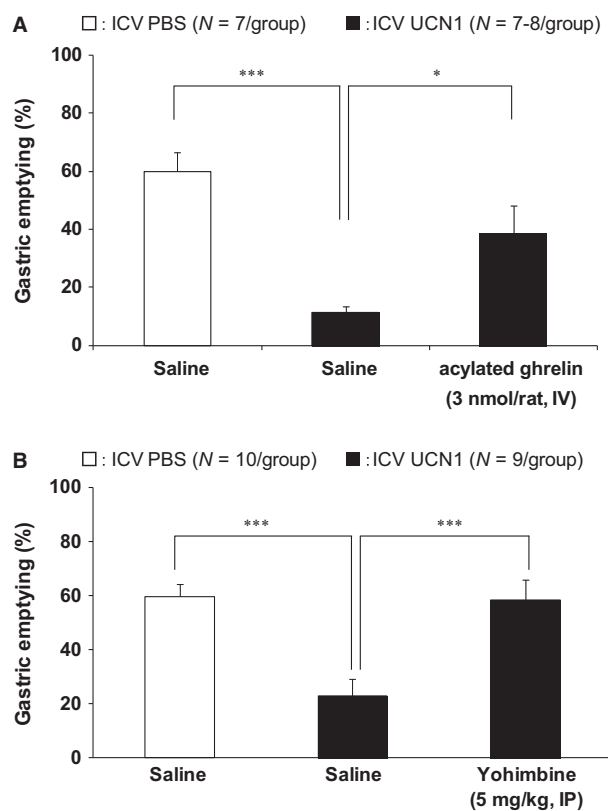 A □ : ICV PBS (N = 7/group) ■ : ICV UCN1 (N = 7-8/group)
*** *
Gastric emptying (%)
100
80
60
40
20
0
Saline Saline acylated ghrelin
(3 nmol/rat, IV)
B □ : ICV PBS (N = 10/group) ■ : ICV UCN1 (N = 9/group)
*** ***
Gastric emptying (%)
100
80
60
40
20
0
Saline Saline Yohimbine
(5 mg/kg, IP)